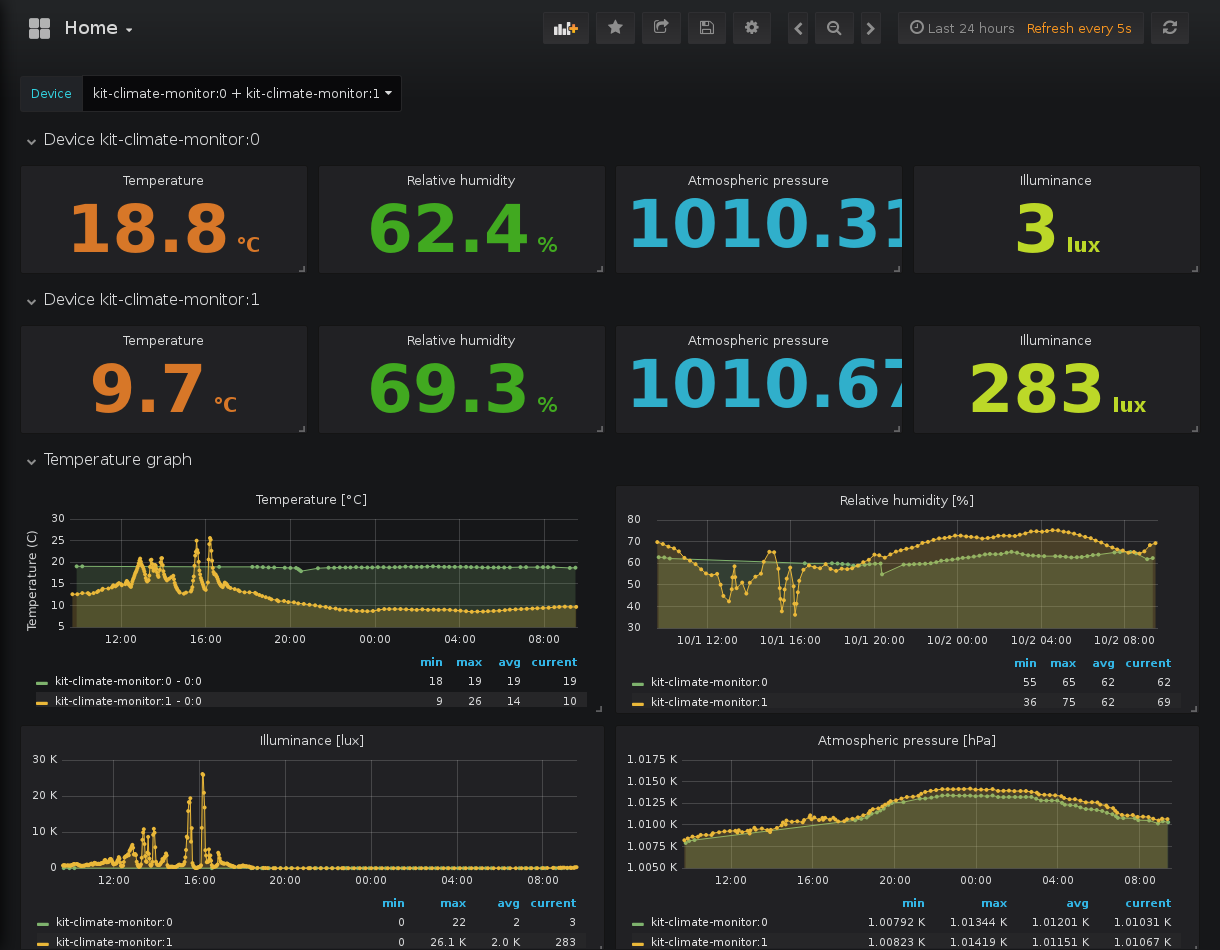 Home
Last 24 hours Refresh every 5s
Device kit-climate-monitor:0 + kit-climate-monitor:1
Device kit-climate-monitor:0
Temperature Relative humidity Atmospheric pressure Illuminance
18.8 °C 62.4 % 1010.31 3 lux
Device kit-climate-monitor:1
Temperature Relative humidity Atmospheric pressure Illuminance
9.7 °C 69.3 % 1010.67 283 lux
Temperature graph
Temperature [°C]
Temperature (C)
30
25
20
15
10
5
12:00 16:00 20:00 00:00 04:00 08:00
min max avg current
kit-climate-monitor:0 - 0:0 18 19 19 19
kit-climate-monitor:1 - 0:0 9 26 14 10
Relative humidity [%]
80
70
60
50
40
30
10/1 12:00 10/1 16:00 10/1 20:00 10/2 00:00 10/2 04:00 10/2 08:00
min max avg current
kit-climate-monitor:0 55 65 62 62
kit-climate-monitor:1 36 75 62 69
Illuminance [lux]
30 K
20 K
10 K
0
12:00 16:00 20:00 00:00 04:00 08:00
min max avg current
kit-climate-monitor:0 0 22 2 3
kit-climate-monitor:1 0 26.1 K 2.0 K 283
Atmospheric pressure [hPa]
1.0175 K
1.0150 K
1.0125 K
1.0100 K
1.0075 K
1.0050 K
12:00 16:00 20:00 00:00 04:00 08:00
min max avg current
kit-climate-monitor:0 1.00792 K 1.01344 K 1.01201 K 1.01031 K
kit-climate-monitor:1 1.00823 K 1.01419 K 1.01151 K 1.01067 K